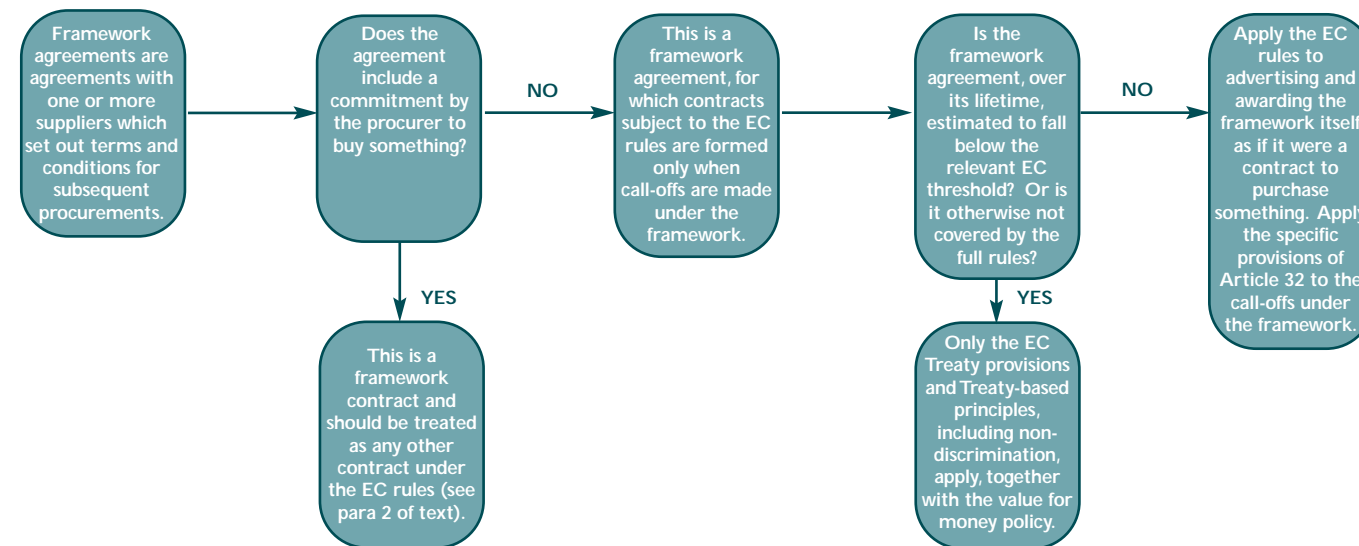 Framework
agreements are
agreements with
one or more
suppliers which
set out terms and
conditions for
subsequent
procurements.
Does the
agreement
include a
commitment by
the procurer to
buy something?
NO
This is a
framework
agreement, for
which contracts
subject to the EC
rules are formed
only when
call-offs are made
under the
framework.
Is the
framework
agreement, over
its lifetime,
estimated to fall
below the
relevant EC
threshold? Or is
it otherwise not
covered by the
full rules?
NO
Apply the EC
rules to
advertising and
awarding the
framework itself
as if it were a
contract to
purchase
something. Apply
the specific
provisions of
Article 32 to the
call-offs under
the framework.
YES
This is a
framework
contract and
should be treated
as any other
contract under
the EC rules (see
para 2 of text).
YES
Only the EC
Treaty provisions
and Treaty-based
principles,
including non-
discrimination,
apply, together
with the value for
money policy.